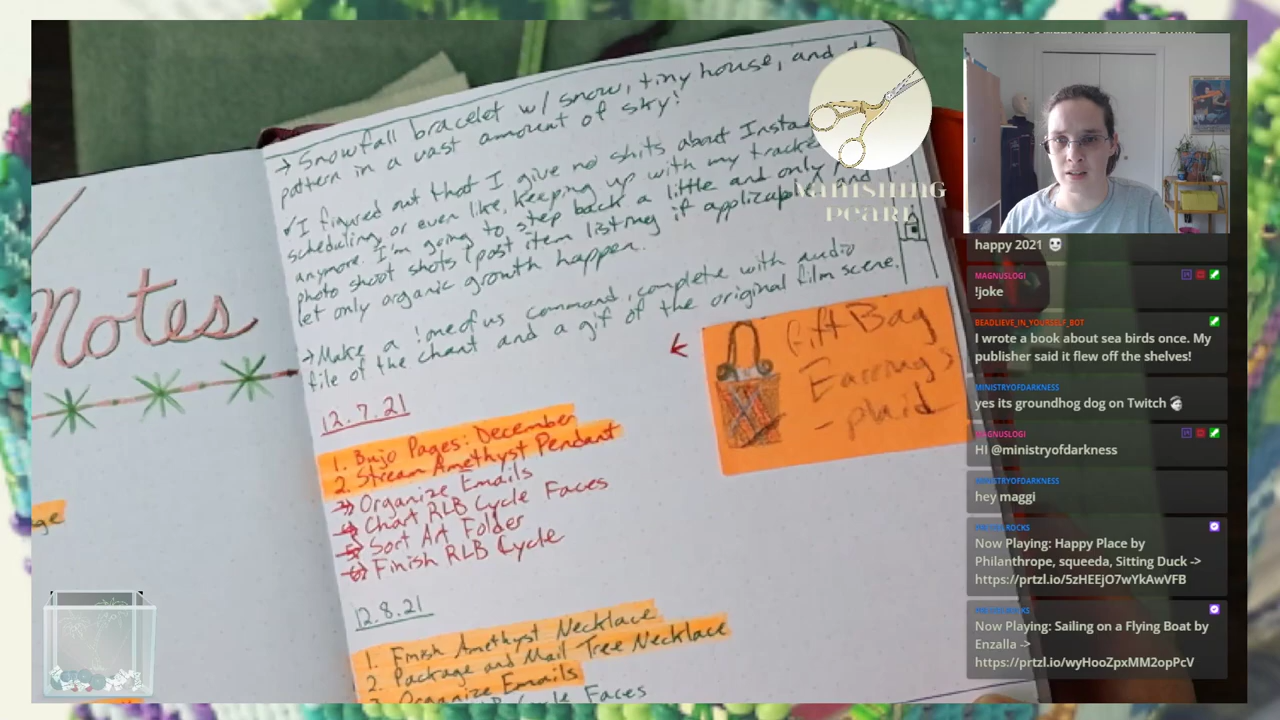 → Snowfall bracelet w/ snow, tiny house, and
pattern in a vast amount of sky!
✓ I figured out that I give no shits about Insta
scheduling, or even like, keeping up with my
anymore. I'm going to step back a little and only
photo shoot shots (post item listing if applicable) and
let only organic growth happen.
→ Make a !oneofus command, complete with audio
file of the chant and a gif of the original film scene.
Notes
12.7.21
1. Bujo Pages: December
2. Stream Amethyst Pendant
Organize Emails
Chart RLB Cycle Faces
Sort Art Folder
Finish RLB Cycle
12.8.21
1. Finish Amethyst Necklace
2. Package and Mail Tree Necklace
Organize Emails
Cycle Faces
Gift Bag
Earrings
- plaid
Vanishing
Pearl
happy 2021
MAGNUSLOGI
!joke
BEADLIEVE_IN_YOURSELF_BOT
I wrote a book about sea birds once. My
publisher said it flew off the shelves!
MINISTRYOFDARKNESS
yes its groundhog dog on Twitch
MAGNUSLOGI
HI @ministryofdarkness
MINISTRYOFDARKNESS
hey maggi
Now Playing: Happy Place by
Philanthrope, squeeda, Sitting Duck ->
https://prtzl.io/5zHEEjO7wYkAwVFB
Now Playing: Sailing on a Flying Boat by
Enzalla ->
https://prtzl.io/wyHooZpxMM2opPcV